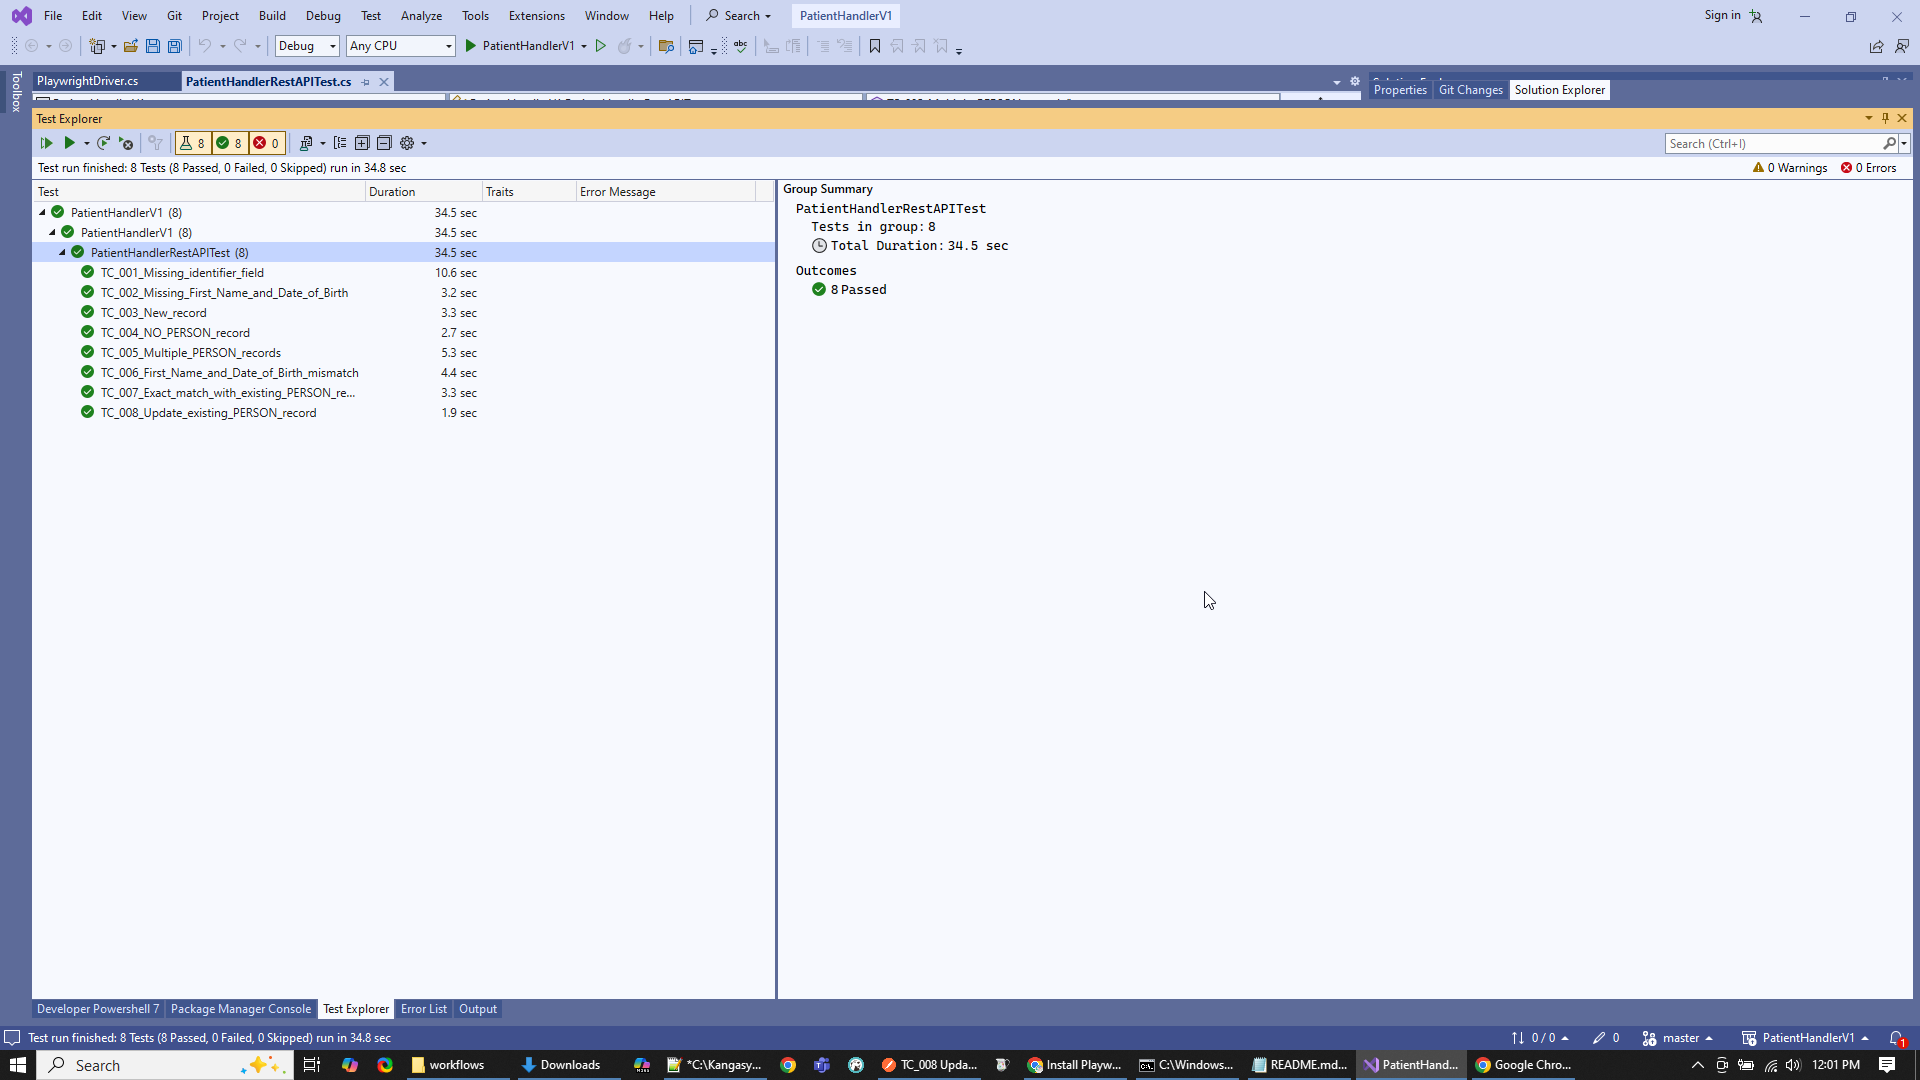 File Edit View Git Project Build Debug Test Analyze Tools Extensions Window Help Search PatientHandlerV1 Sign in
Debug Any CPU PatientHandlerV1 abc
Toolbox
PlaywrightDriver.cs PatientHandlerRestAPITest.cs
Properties Git Changes Solution Explorer
Test Explorer
8 8 0 Search (Ctrl+I)
Test run finished: 8 Tests (8 Passed, 0 Failed, 0 Skipped) run in 34.8 sec 0 Warnings 0 Errors
Test Duration Traits Error Message
PatientHandlerV1 (8) 34.5 sec
PatientHandlerV1 (8) 34.5 sec
PatientHandlerRestAPITest (8) 34.5 sec
TC_001_Missing_identifier_field 10.6 sec
TC_002_Missing_First_Name_and_Date_of_Birth 3.2 sec
TC_003_New_record 3.3 sec
TC_004_NO_PERSON_record 2.7 sec
TC_005_Multiple_PERSON_records 5.3 sec
TC_006_First_Name_and_Date_of_Birth_mismatch 4.4 sec
TC_007_Exact_match_with_existing_PERSON_re... 3.3 sec
TC_008_Update_existing_PERSON_record 1.9 sec
Group Summary
PatientHandlerRestAPITest
Tests in group: 8
Total Duration: 34.5 sec
Outcomes
8 Passed
Developer Powershell 7 Package Manager Console Test Explorer Error List Output
Test run finished: 8 Tests (8 Passed, 0 Failed, 0 Skipped) run in 34.8 sec 0 / 0 0 master PatientHandlerV1 1
Search workflows Downloads *C:\Kangasy... TC_008 Upda... Install Playw... C:\Windows... README.md... PatientHand... Google Chro... 12:01 PM